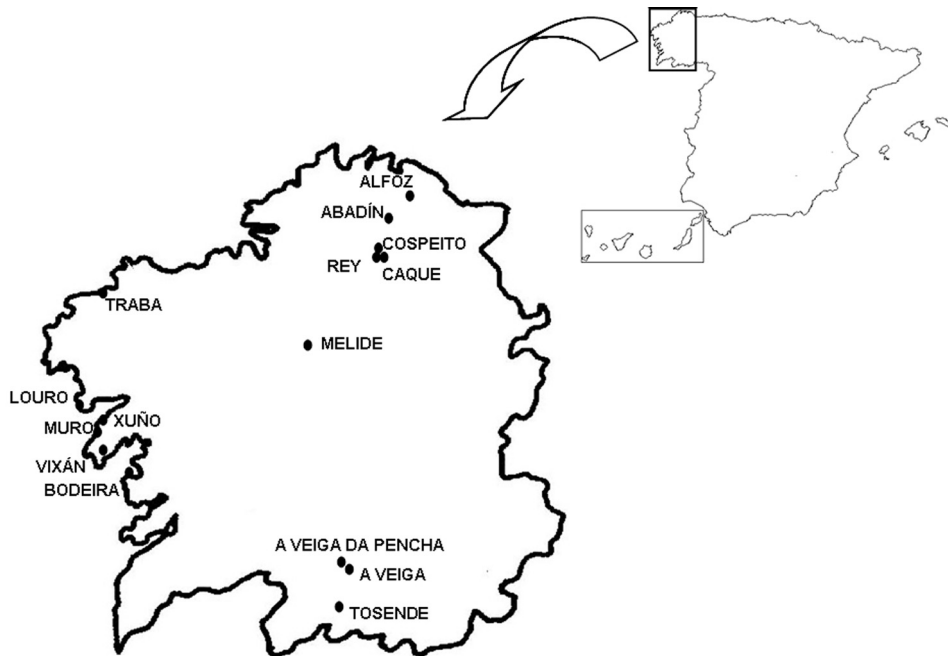 ALFOZ
ABADÍN
COSPEITO
REY
CAQUE
TRABA
MELIDE
LOURO
XUÑO
MURO
VIXÁN
BODEIRA
A VEIGA DA PENCHA
A VEIGA
TOSENDE